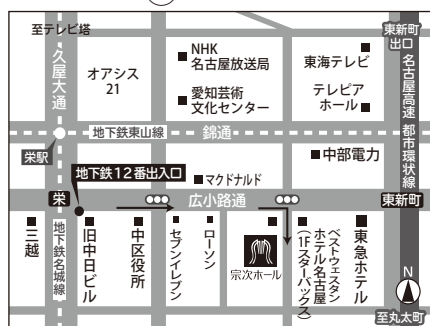 至テレビ塔
久屋大通
オアシス
21
NHK
名古屋放送局
愛知芸術
文化センター
東海テレビ
テレピア
ホール
東新町
出口
名古屋高速 都市環状線
地下鉄東山線
錦通
栄駅
中部電力
地下鉄12番出入口
マクドナルド
栄
広小路通
東新町
三越
地下鉄名城線
旧中日ビル
中区役所
セブンイレブン
ローソン
宗次ホール
ベストウェスタン
ホテル名古屋
(1Fスターバックス)
東急ホテル
N
至丸太町